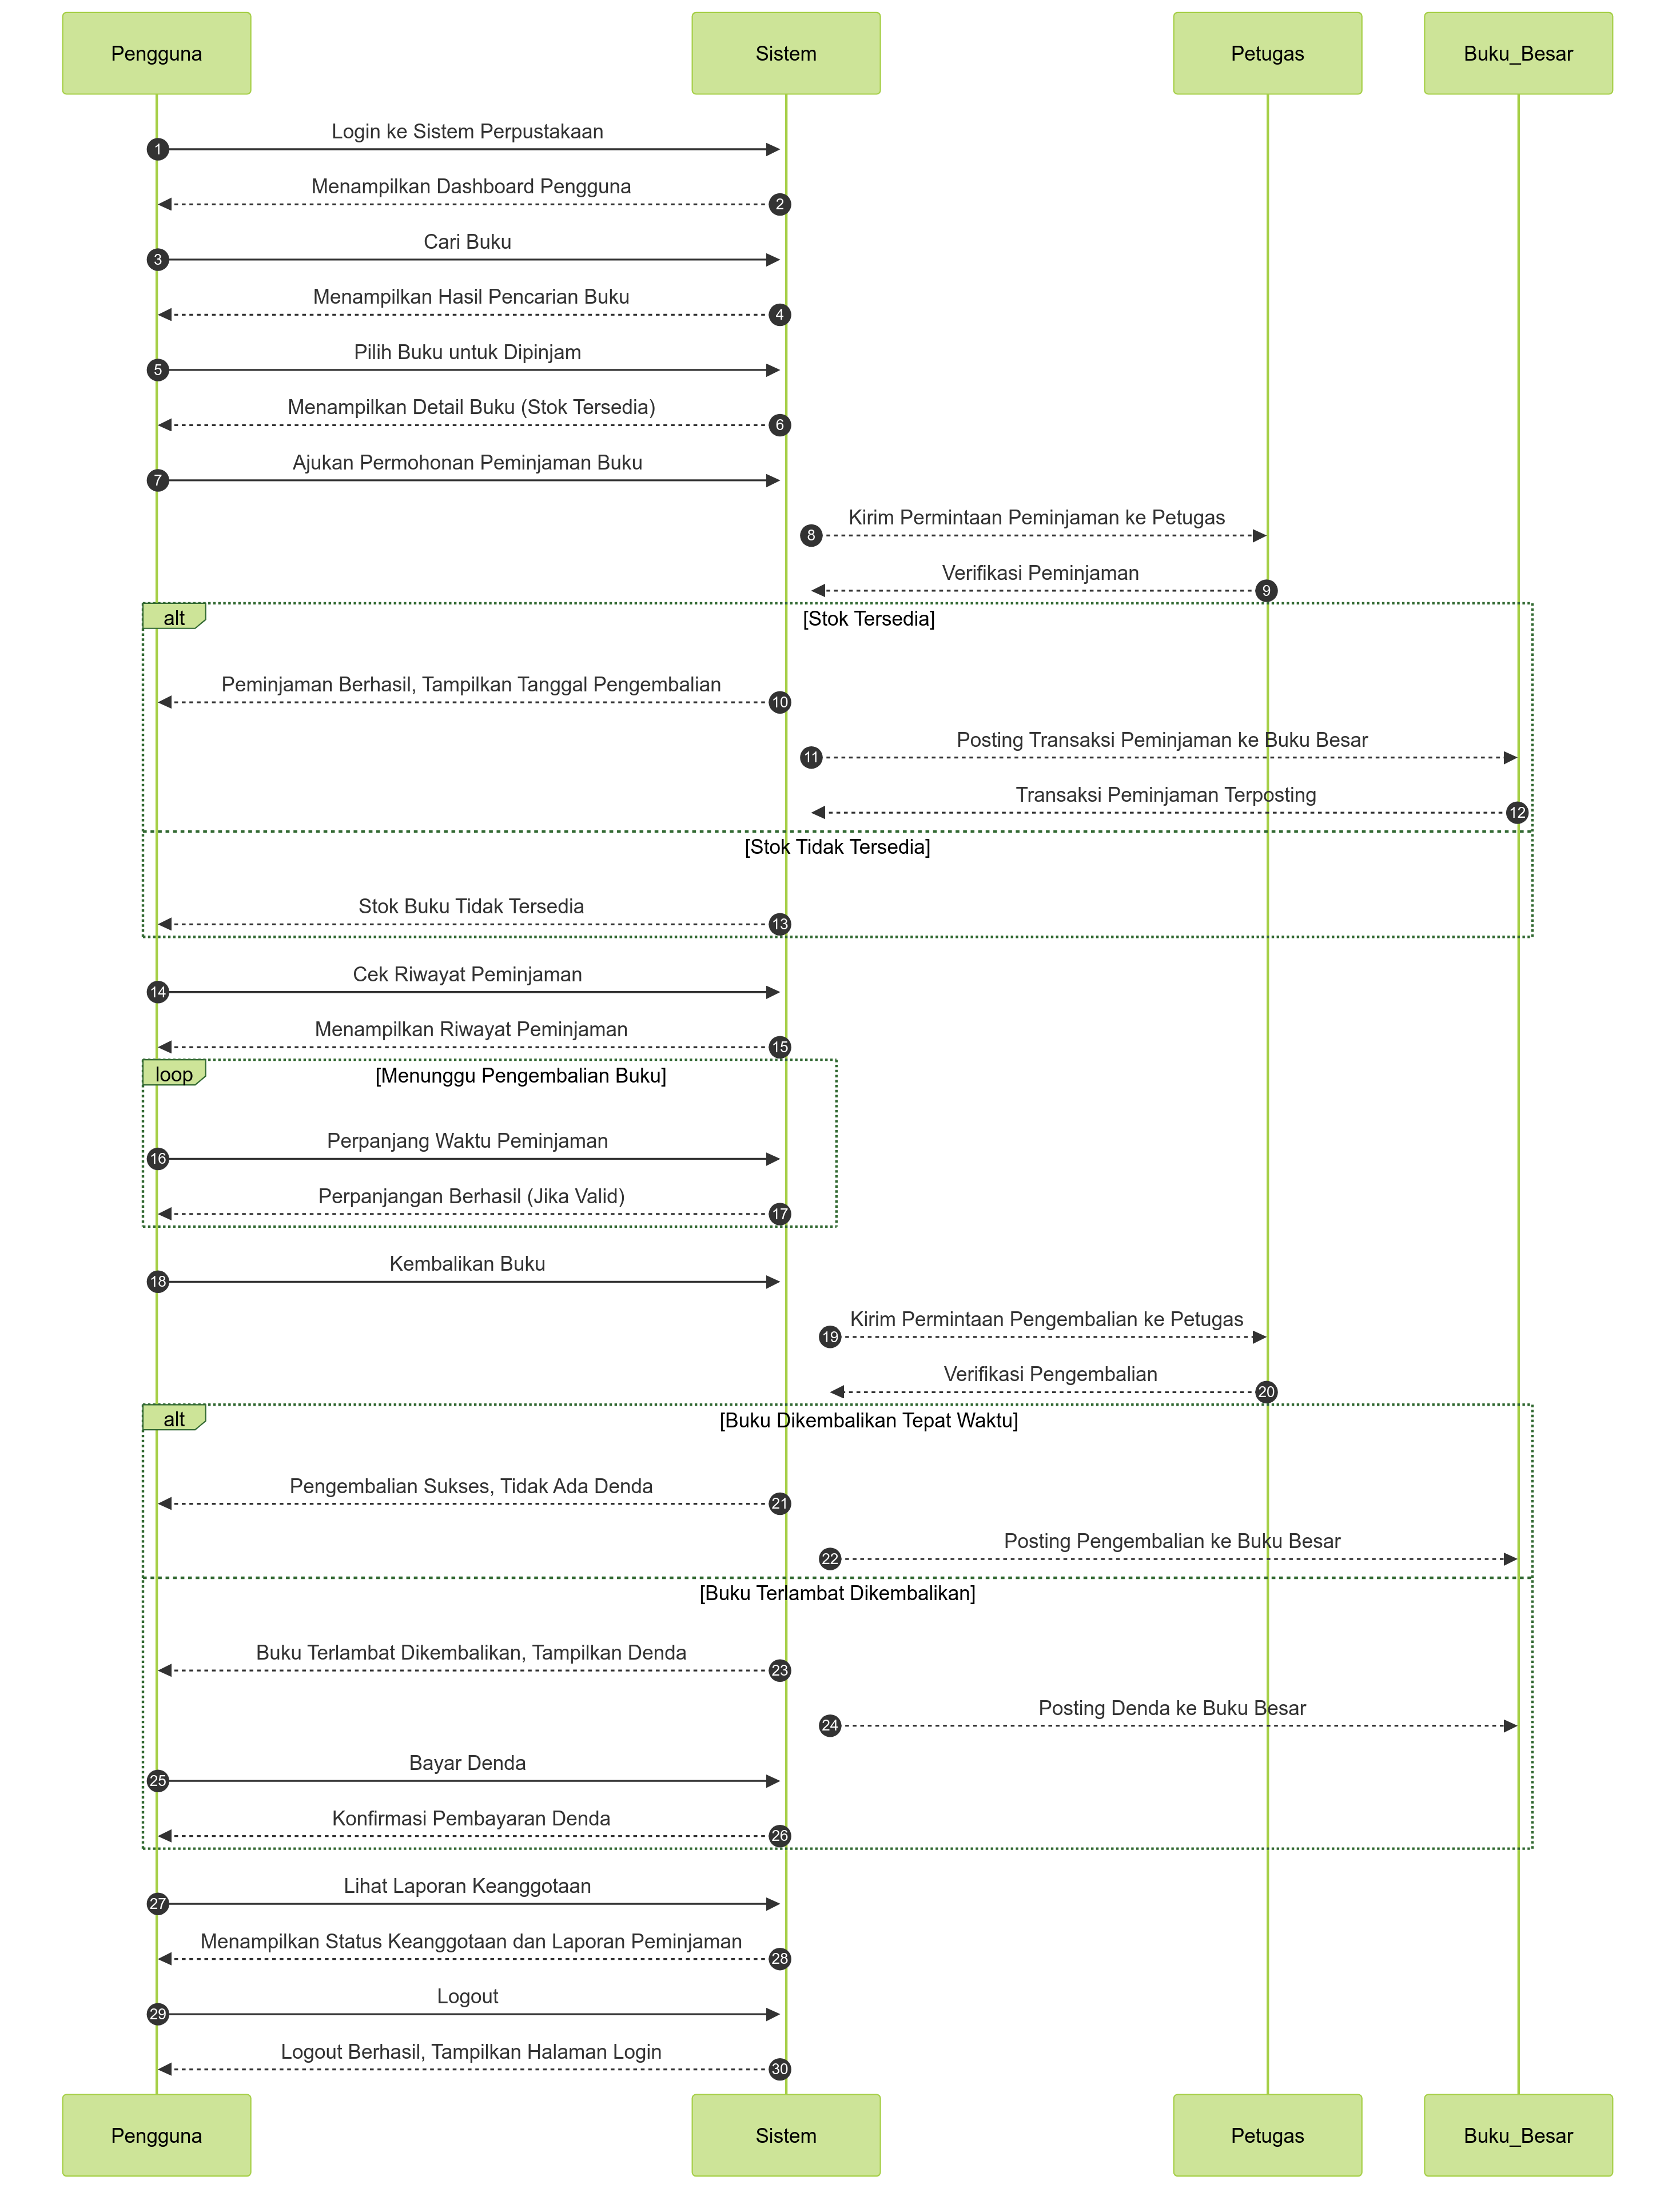 Pengguna
Sistem
Petugas
Buku_Besar
Login ke Sistem Perpustakaan
1
Menampilkan Dashboard Pengguna
2
Cari Buku
3
Menampilkan Hasil Pencarian Buku
4
Pilih Buku untuk Dipinjam
5
Menampilkan Detail Buku (Stok Tersedia)
6
Ajukan Permohonan Peminjaman Buku
7
Kirim Permintaan Peminjaman ke Petugas
8
Verifikasi Peminjaman
9
alt
[Stok Tersedia]
Peminjaman Berhasil, Tampilkan Tanggal Pengembalian
10
Posting Transaksi Peminjaman ke Buku Besar
11
Transaksi Peminjaman Terposting
12
[Stok Tidak Tersedia]
Stok Buku Tidak Tersedia
13
Cek Riwayat Peminjaman
14
Menampilkan Riwayat Peminjaman
15
loop
[Menunggu Pengembalian Buku]
Perpanjang Waktu Peminjaman
16
Perpanjangan Berhasil (Jika Valid)
17
Kembalikan Buku
18
Kirim Permintaan Pengembalian ke Petugas
19
Verifikasi Pengembalian
20
alt
[Buku Dikembalikan Tepat Waktu]
Pengembalian Sukses, Tidak Ada Denda
21
Posting Pengembalian ke Buku Besar
22
[Buku Terlambat Dikembalikan]
Buku Terlambat Dikembalikan, Tampilkan Denda
23
Posting Denda ke Buku Besar
24
Bayar Denda
25
Konfirmasi Pembayaran Denda
26
Lihat Laporan Keanggotaan
27
Menampilkan Status Keanggotaan dan Laporan Peminjaman
28
Logout
29
Logout Berhasil, Tampilkan Halaman Login
30
Pengguna
Sistem
Petugas
Buku_Besar